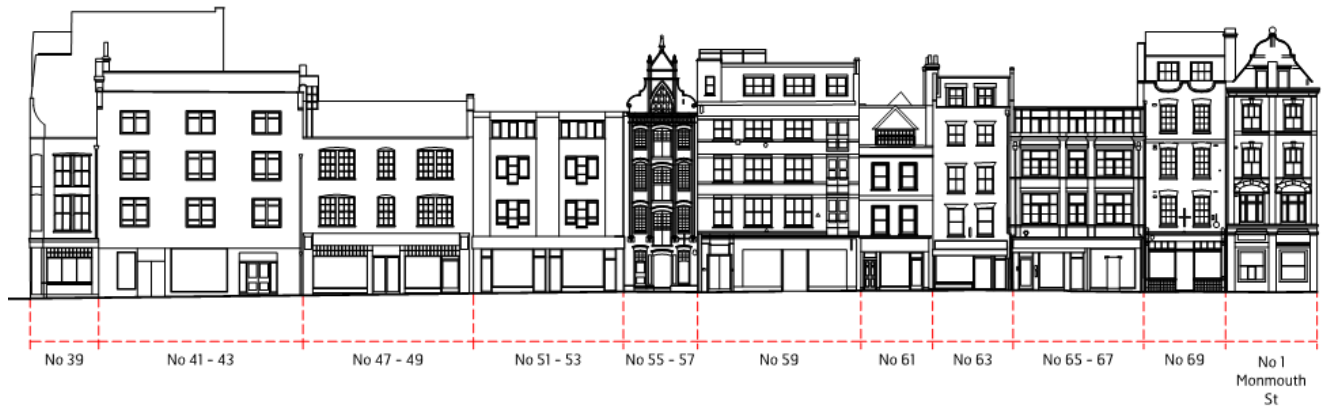 No 39
No 41 - 43
No 47 - 49
No 51 - 53
No 55 - 57
No 59
No 61
No 63
No 65 - 67
No 69
No 1
Monmouth
St